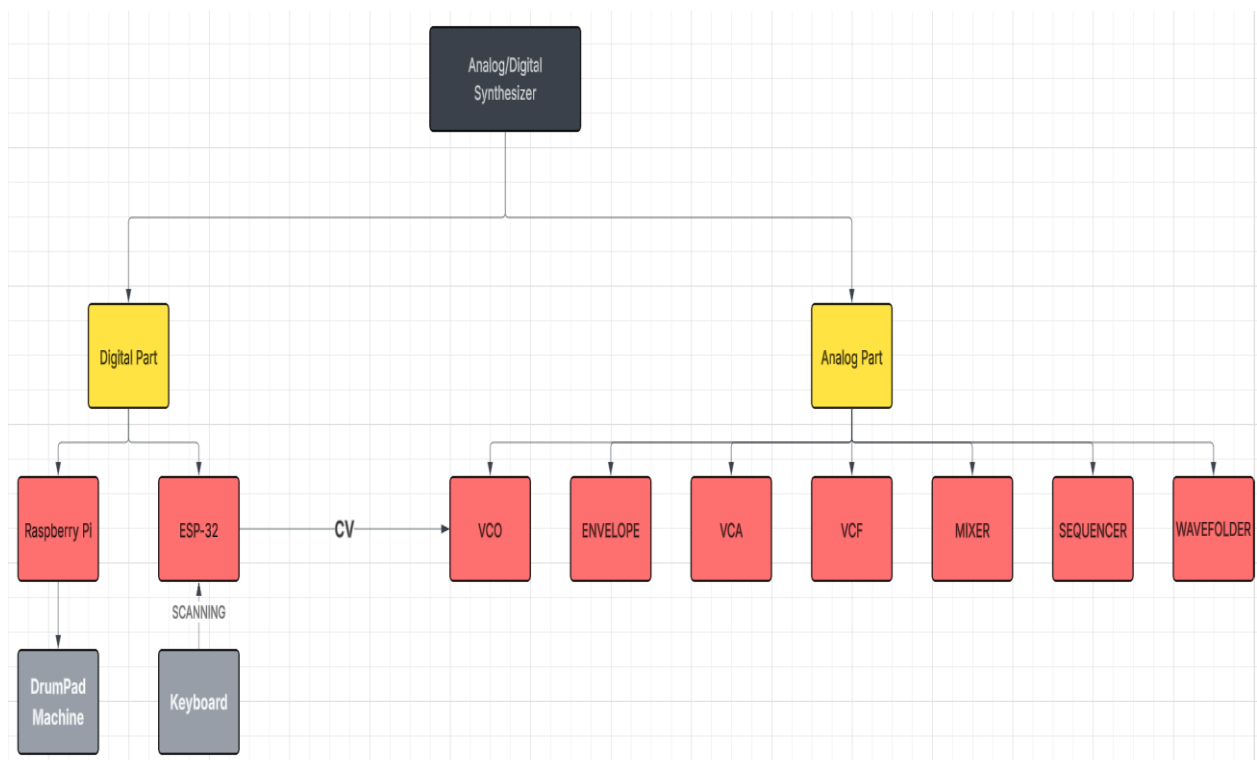 Analog/Digital
Synthesizer
Digital Part
Analog Part
Raspberry Pi
ESP-32
CV
VCO
ENVELOPE
VCA
VCF
MIXER
SEQUENCER
WAVEFOLDER
SCANNING
DrumPad
Machine
Keyboard